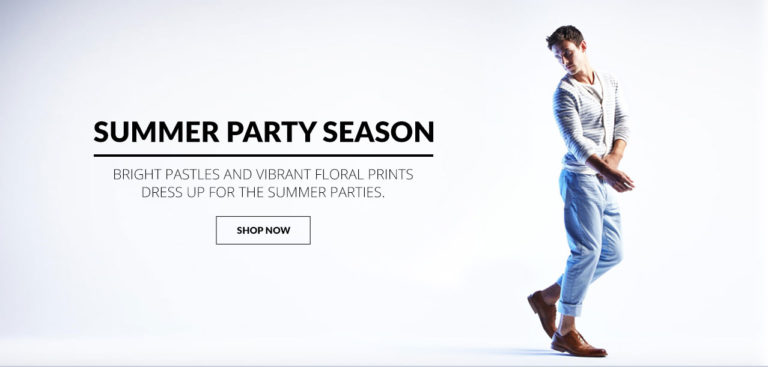 SUMMER PARTY SEASON
BRIGHT PASTLES AND VIBRANT FLORAL PRINTS
DRESS UP FOR THE SUMMER PARTIES.
SHOP NOW